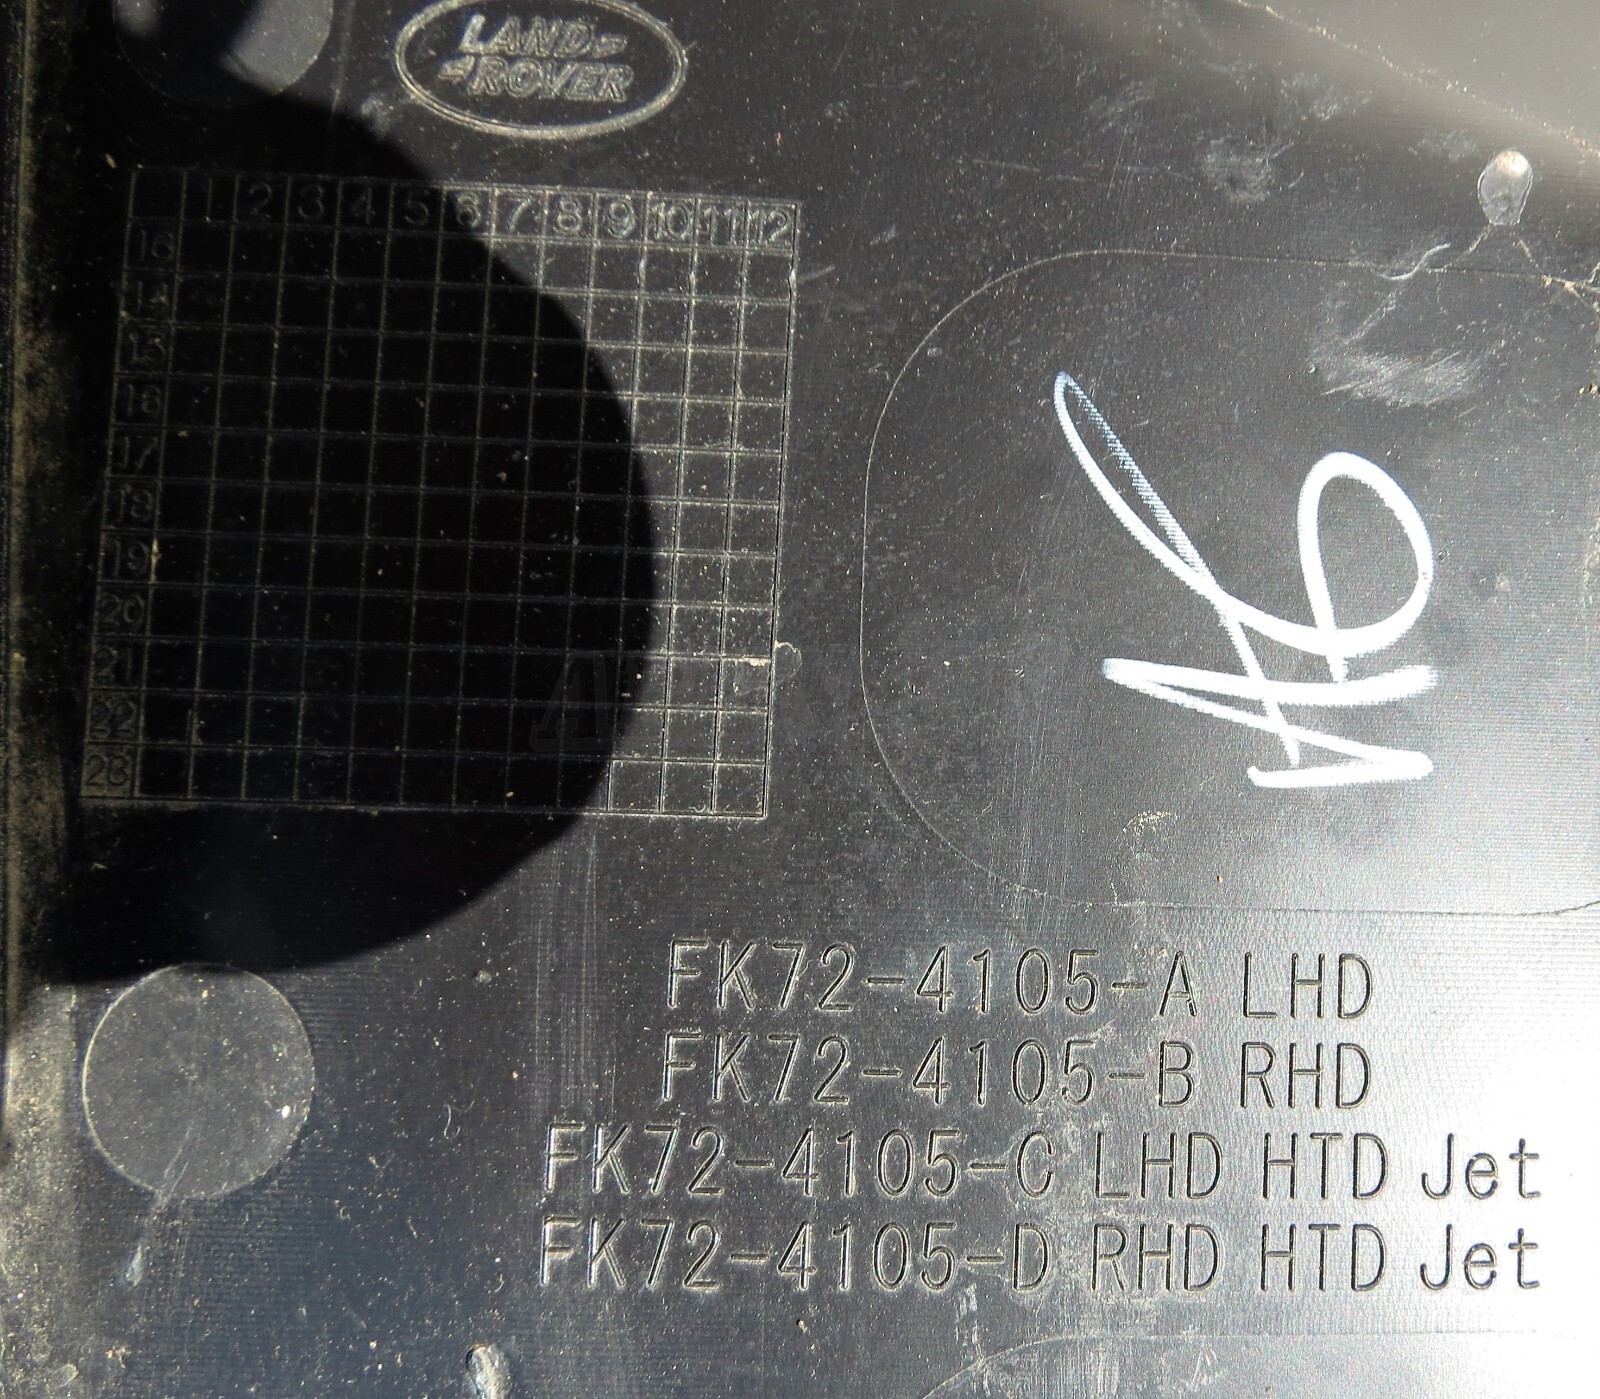 LAND-
-ROVER
1 2 3 4 5 6 7 8 9 10 11 12
14
15
17
18
19
20
21
22
23
FK72-4105-A LHD
FK72-4105-B RHD
FK72-4105-C LHD HTD Jet
FK72-4105-D RHD HTD Jet